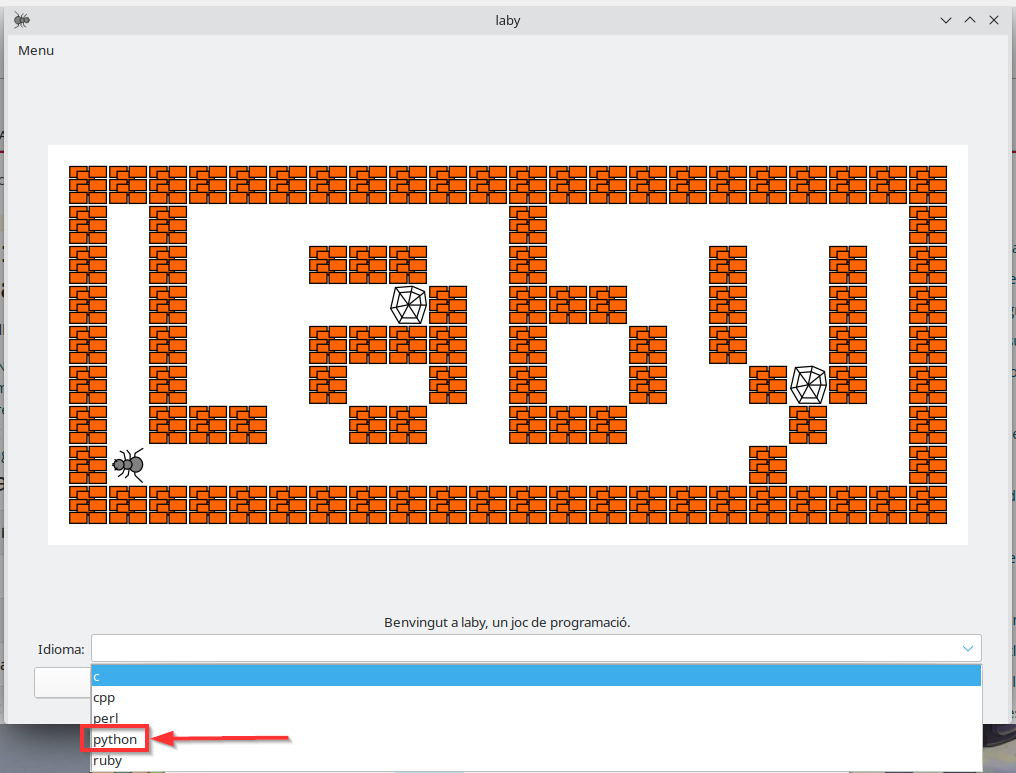 laby
Menu
Benvingut a laby, un joc de programació.
Idioma:
c
cpp
perl
python
ruby